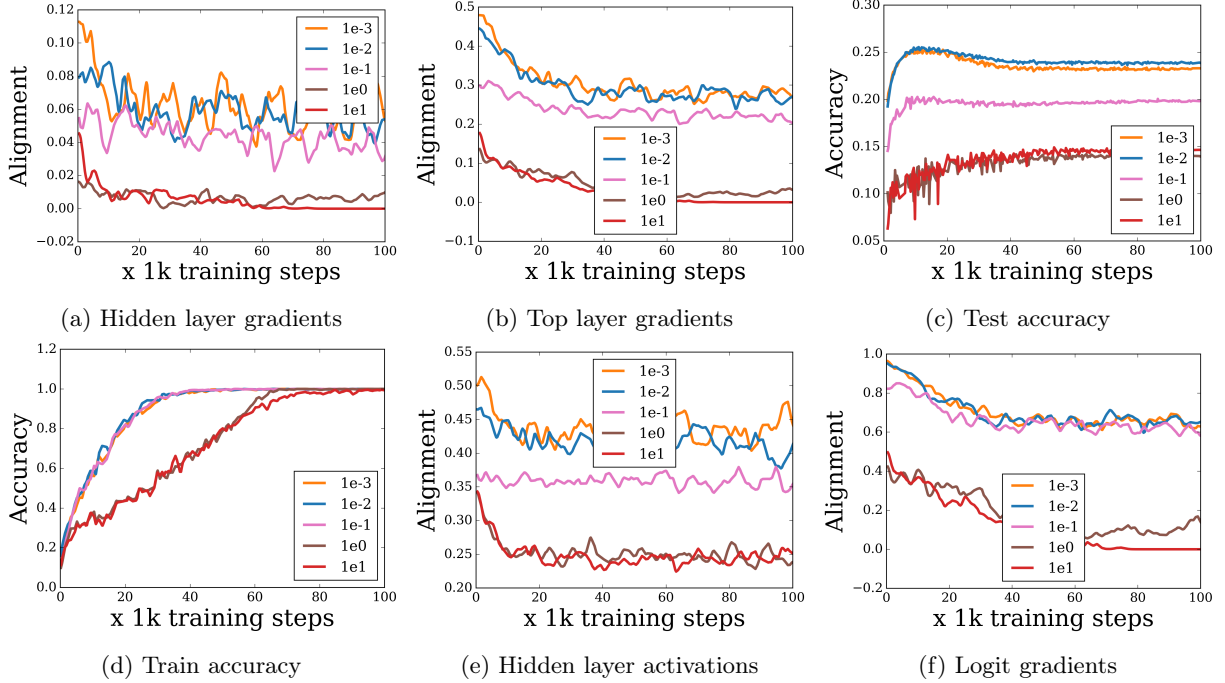 Alignment
0.12
0.10
0.08
0.06
0.04
0.02
0.00
−0.02
0 20 40 60 80 100
1e-3
1e-2
1e-1
1e0
1e1
x 1k training steps
(a) Hidden layer gradients
Alignment
0.5
0.4
0.3
0.2
0.1
0.0
−0.1
0 20 40 60 80 100
1e-3
1e-2
1e-1
1e0
1e1
x 1k training steps
(b) Top layer gradients
Accuracy
0.30
0.25
0.20
0.15
0.10
0.05
0 20 40 60 80 100
1e-3
1e-2
1e-1
1e0
1e1
x 1k training steps
(c) Test accuracy
Accuracy
1.2
1.0
0.8
0.6
0.4
0.2
0.0
0 20 40 60 80 100
1e-3
1e-2
1e-1
1e0
1e1
x 1k training steps
(d) Train accuracy
Alignment
0.55
0.50
0.45
0.40
0.35
0.30
0.25
0.20
0 20 40 60 80 100
1e-3
1e-2
1e-1
1e0
1e1
x 1k training steps
(e) Hidden layer activations
Alignment
1.0
0.8
0.6
0.4
0.2
0.0
−0.2
0 20 40 60 80 100
1e-3
1e-2
1e-1
1e0
1e1
x 1k training steps
(f) Logit gradients